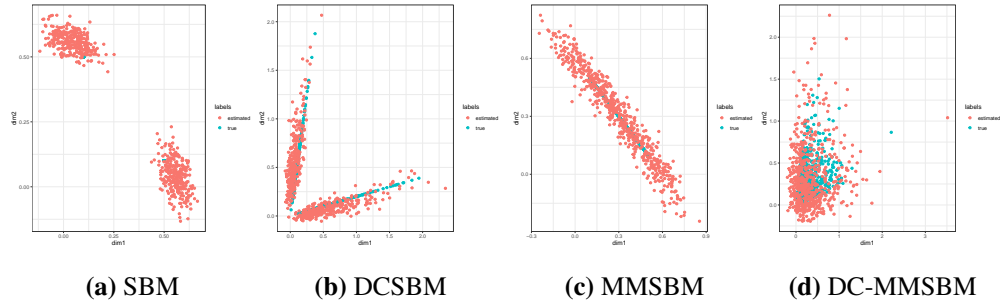 dim2
0.50
0.00
0.00
0.50
dim1
labels
estimated
true
dim2
2.0
1.5
1.0
0.5
0.0
0.0
0.5
1.0
1.5
2.0
dim1
labels
estimated
true
dim2
0.6
0.3
0.0
−0.3
0.0
0.3
0.6
0.9
dim1
labels
estimated
true
dim2
2.0
1.5
1.0
0.5
0.0
0
1
2
3
dim1
labels
estimated
true
(a) SBM
(b) DCSBM
(c) MMSBM
(d) DC-MMSBM